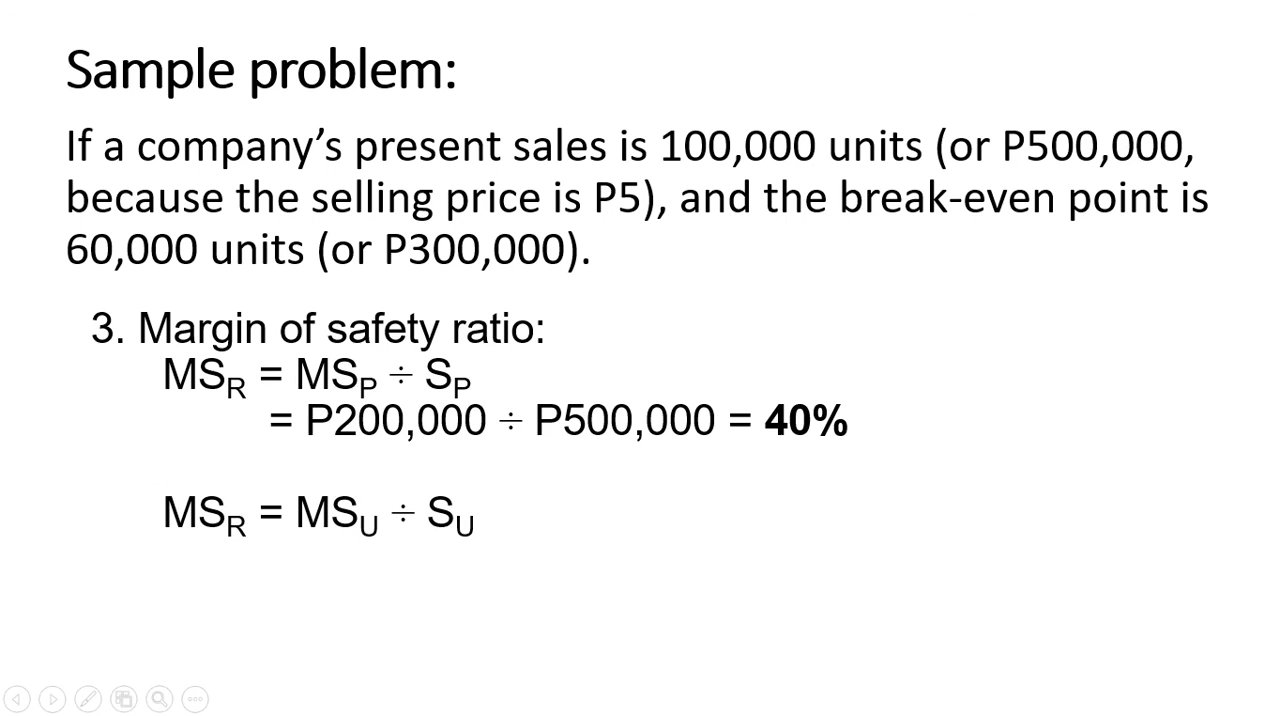 Sample problem:
If a company’s present sales is 100,000 units (or P500,000,
because the selling price is P5), and the break-even point is
60,000 units (or P300,000).
3. Margin of safety ratio:
MSR = MSP ÷ SP
= P200,000 ÷ P500,000 = 40%
MSR = MSU ÷ SU